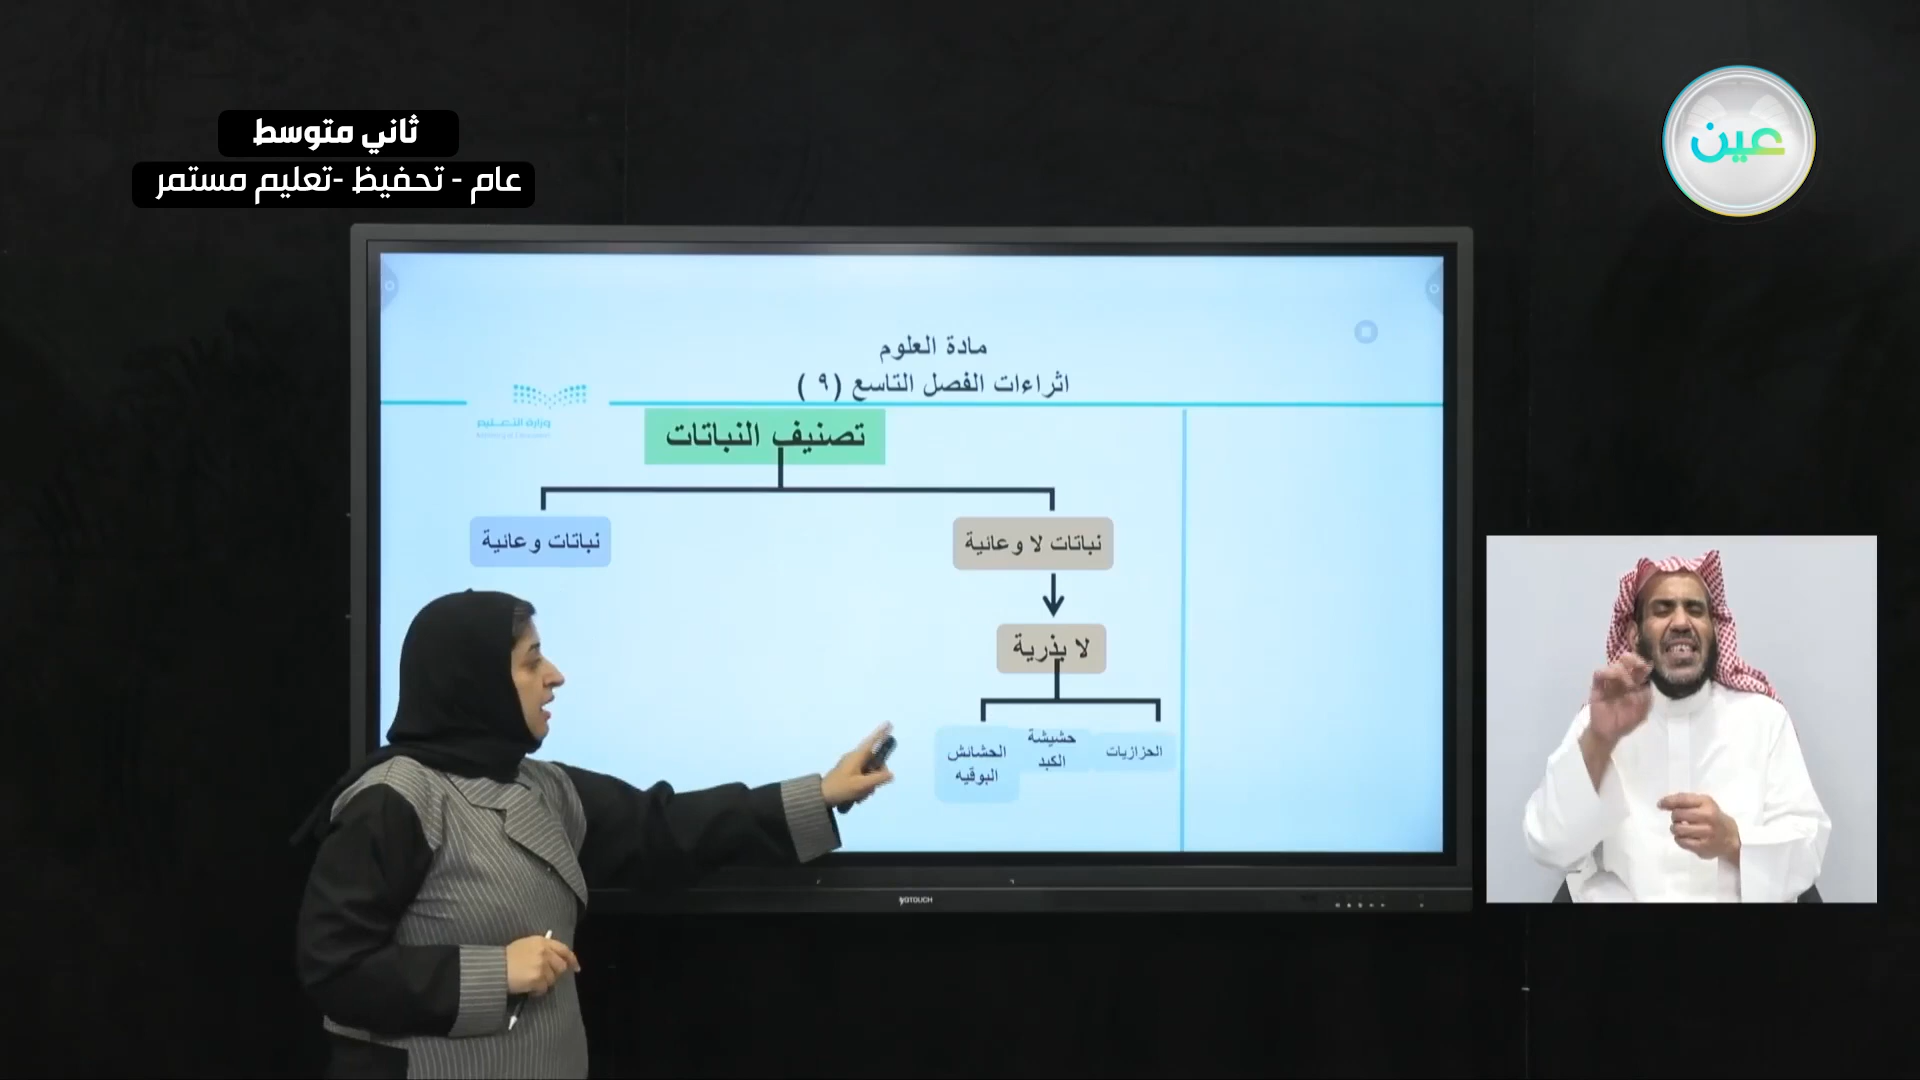 ثاني متوسط
عام - تحفيظ -تعليم مستمر
عين
مادة العلوم
اثراءات الفصل التاسع (٩ )
وزارة التعليم
تصنيف النباتات
نباتات لا وعائية
نباتات وعائية
لا بذرية
الحزازيات
حشيشة
الكبد
الحشائش
البوقيه